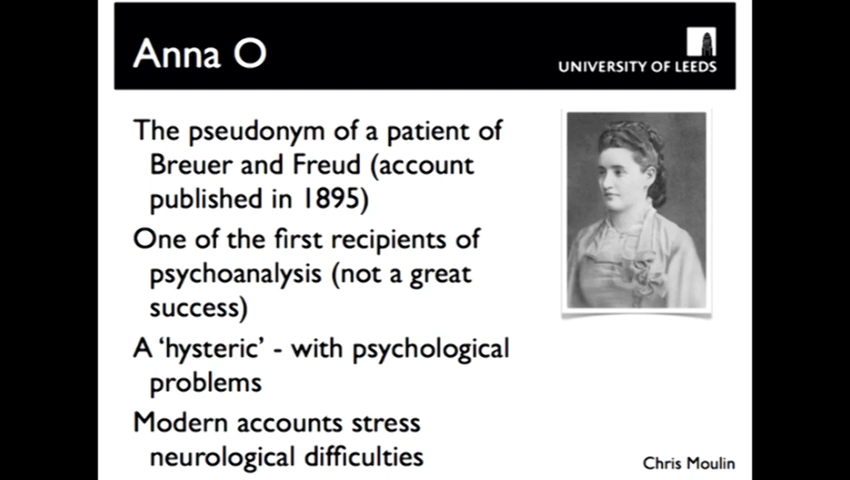 Anna O
UNIVERSITY OF LEEDS
The pseudonym of a patient of
Breuer and Freud (account
published in 1895)
One of the first recipients of
psychoanalysis (not a great
success)
A ‘hysteric’ - with psychological
problems
Modern accounts stress
neurological difficulties
Chris Moulin